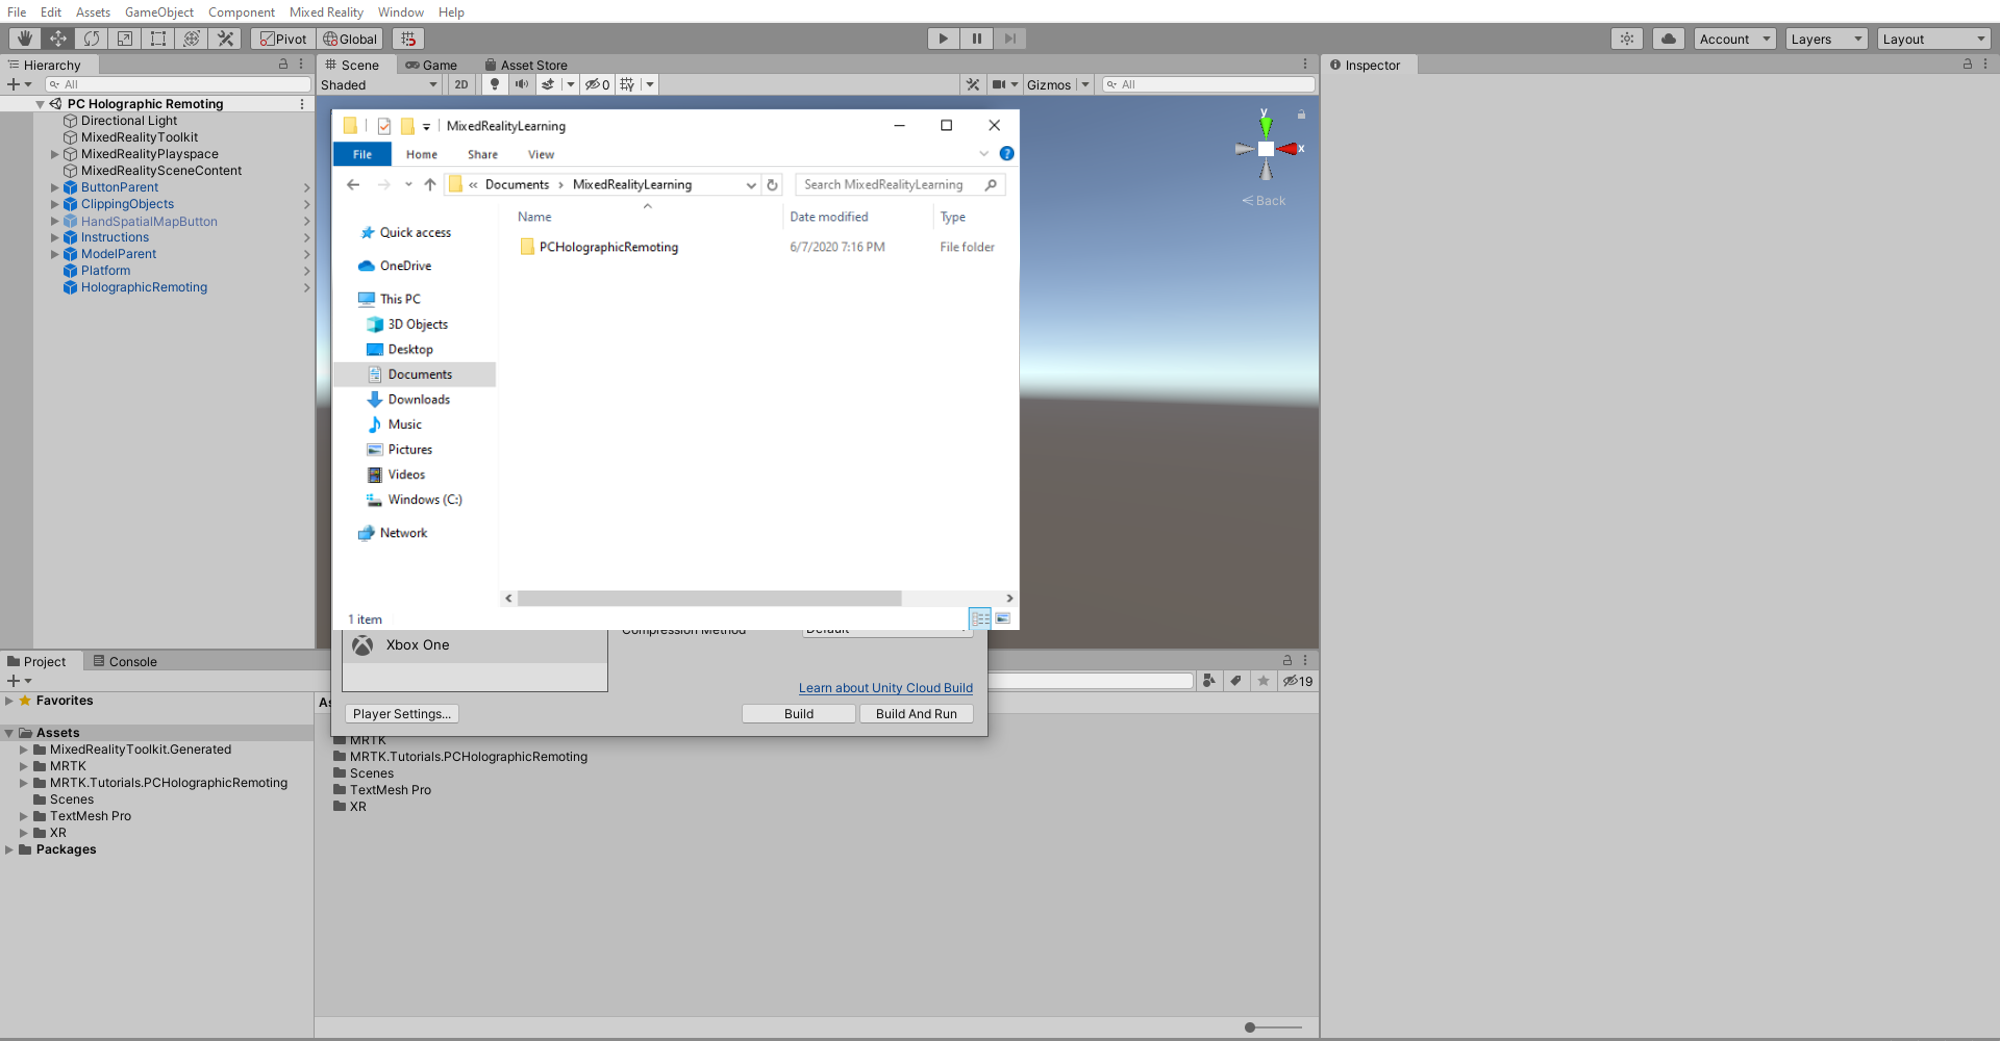 File Edit Assets GameObject Component Mixed Reality Window Help
Pivot Global Account Layers Layout
Hierarchy
All
PC Holographic Remoting
Directional Light
MixedRealityToolkit
MixedRealityPlayspace
MixedRealitySceneContent
ButtonParent
ClippingObjects
HandSpatialMapButton
Instructions
ModelParent
Platform
HolographicRemoting
Scene Game Asset Store
Shaded 2D 0 Gizmos All
y
x
Back
Inspector
MixedRealityLearning
File Home Share View
« Documents › MixedRealityLearning Search MixedRealityLearning
Name Date modified Type
PCHolographicRemoting 6/7/2020 7:16 PM File folder
Quick access
OneDrive
This PC
3D Objects
Desktop
Documents
Downloads
Music
Pictures
Videos
Windows (C:)
Network
1 item
Compression Method Default
Xbox One
Learn about Unity Cloud Build
Player Settings... Build Build And Run
Project Console
19
Favorites
Assets
MixedRealityToolkit.Generated
MRTK
MRTK.Tutorials.PCHolographicRemoting
Scenes
TextMesh Pro
XR
Packages
As
MRTK
MRTK.Tutorials.PCHolographicRemoting
Scenes
TextMesh Pro
XR